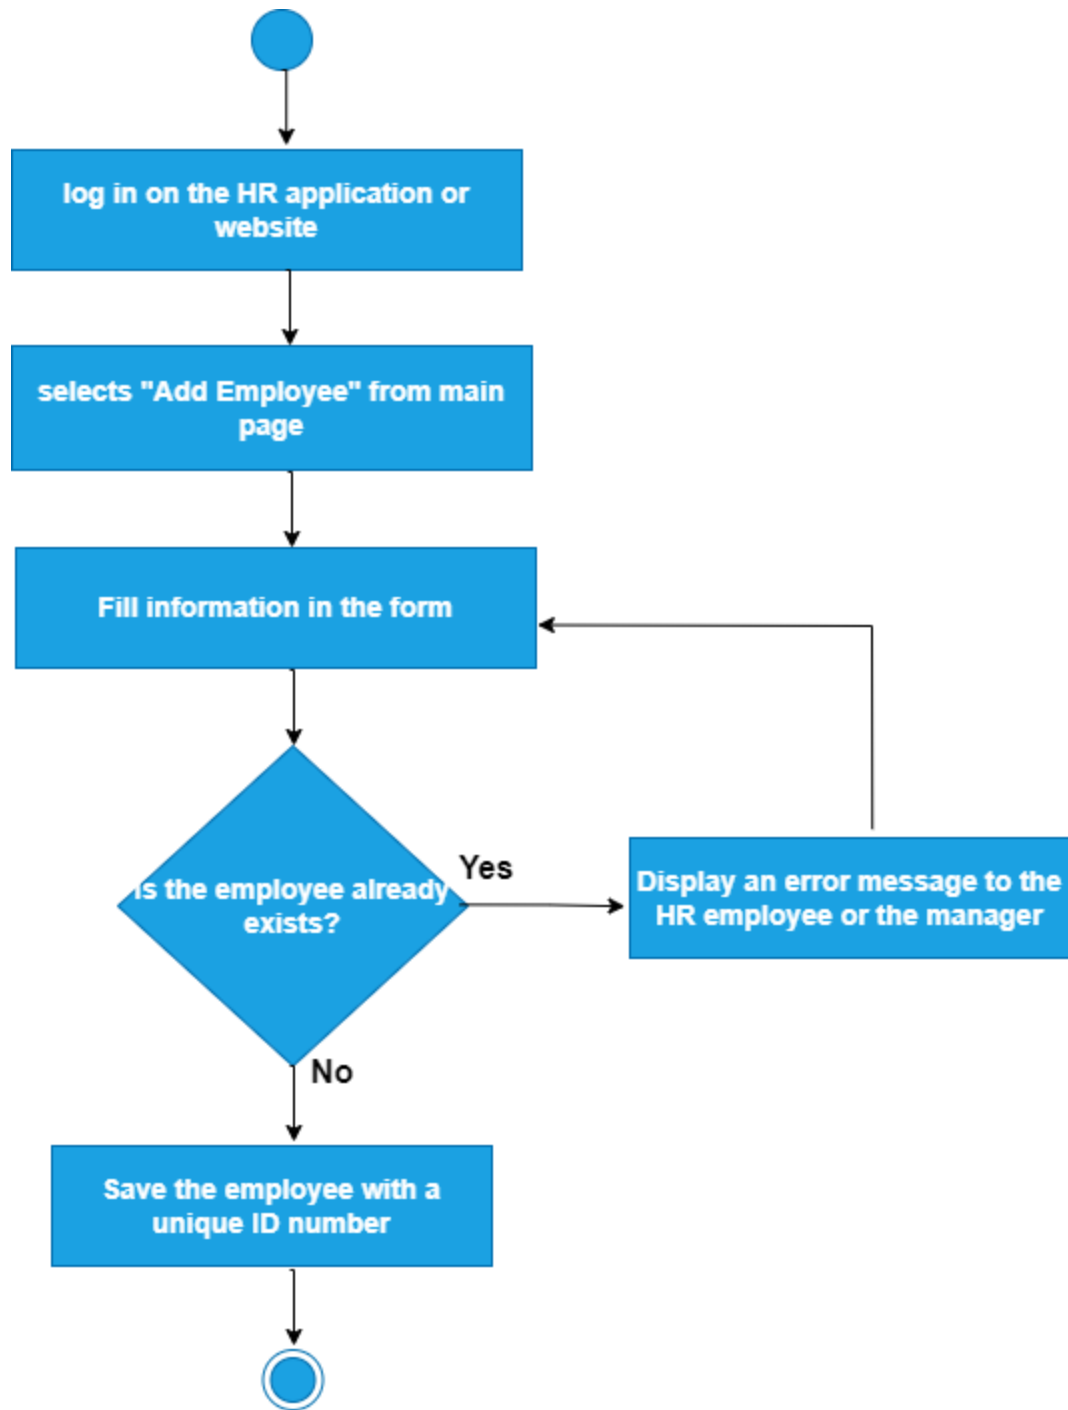 log in on the HR application or
website
selects "Add Employee" from main
page
Fill information in the form
Is the employee already
exists?
Yes
Display an error message to the
HR employee or the manager
No
Save the employee with a
unique ID number